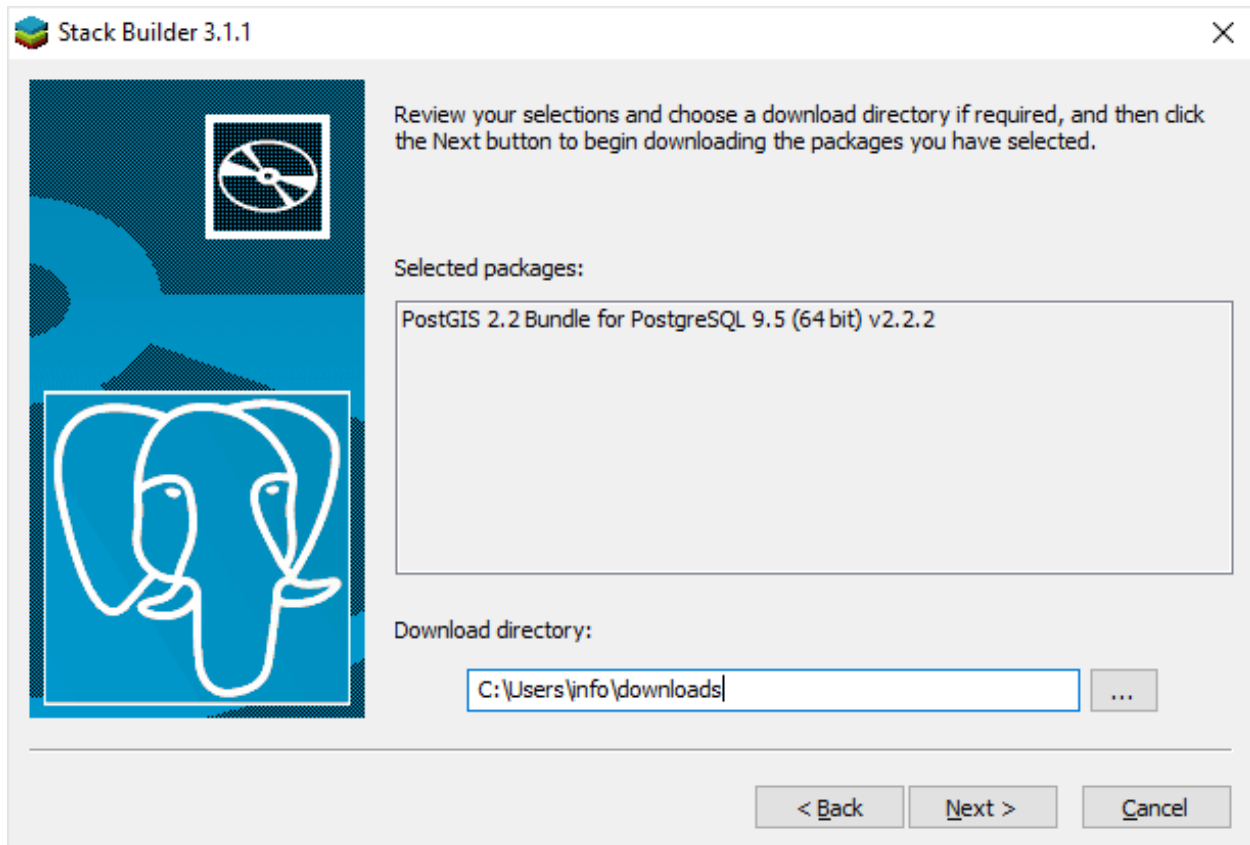 Stack Builder 3.1.1
Review your selections and choose a download directory if required, and then click
the Next button to begin downloading the packages you have selected.
Selected packages:
PostGIS 2.2 Bundle for PostgreSQL 9.5 (64 bit) v2.2.2
Download directory:
C:\Users\info\downloads
...
< Back
Next >
Cancel